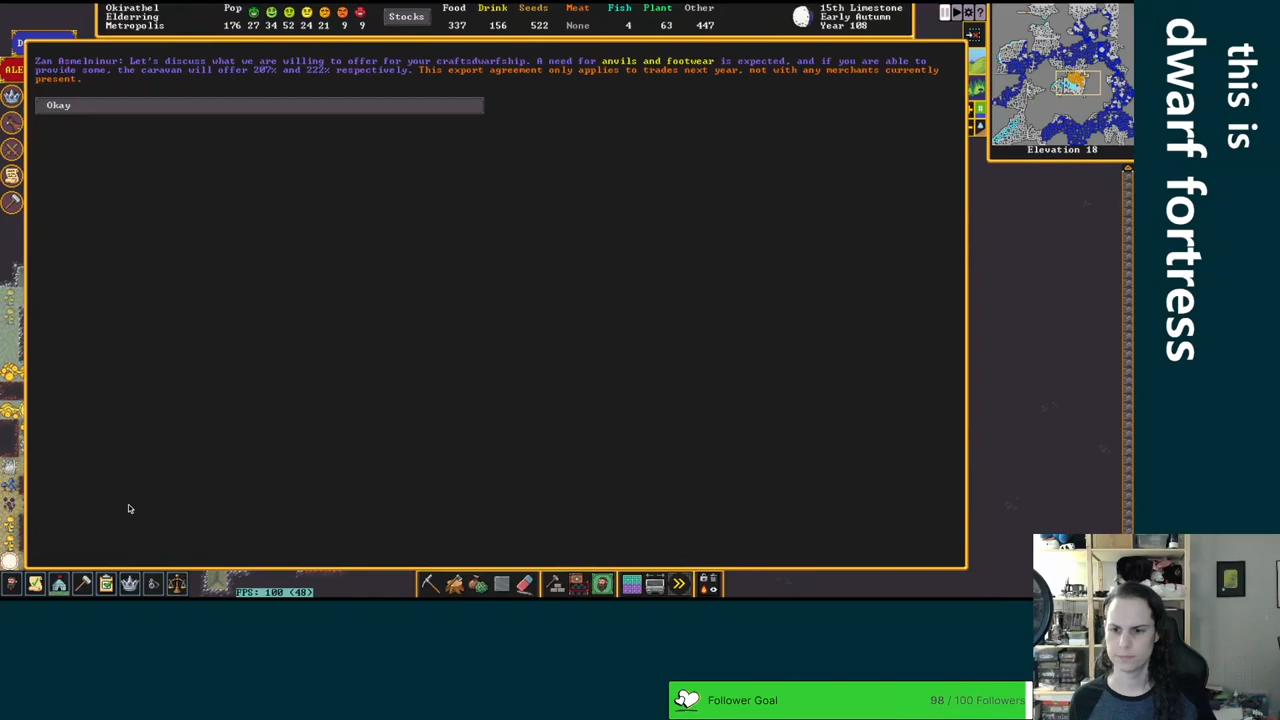 Okirathel
Elderring
Metropolis
Pop
176 27 34 52 24 21 9 9
Stocks
Food Drink Seeds Meat Fish Plant Other
337 156 522 None 4 63 447
15th Limestone
Early Autumn
Year 108
D
ALE
Zan Asmelninur: Let's discuss what we are willing to offer for your craftsdwarfship. A need for anvils and footwear is expected, and if you are able to
provide some, the caravan will offer 207% and 222% respectively. This export agreement only applies to trades next year, not with any merchants currently
present.
Okay
Elevation 18
FPS: 100 (48)
this is
dwarf fortress
Follower Goal
98 / 100 Followers